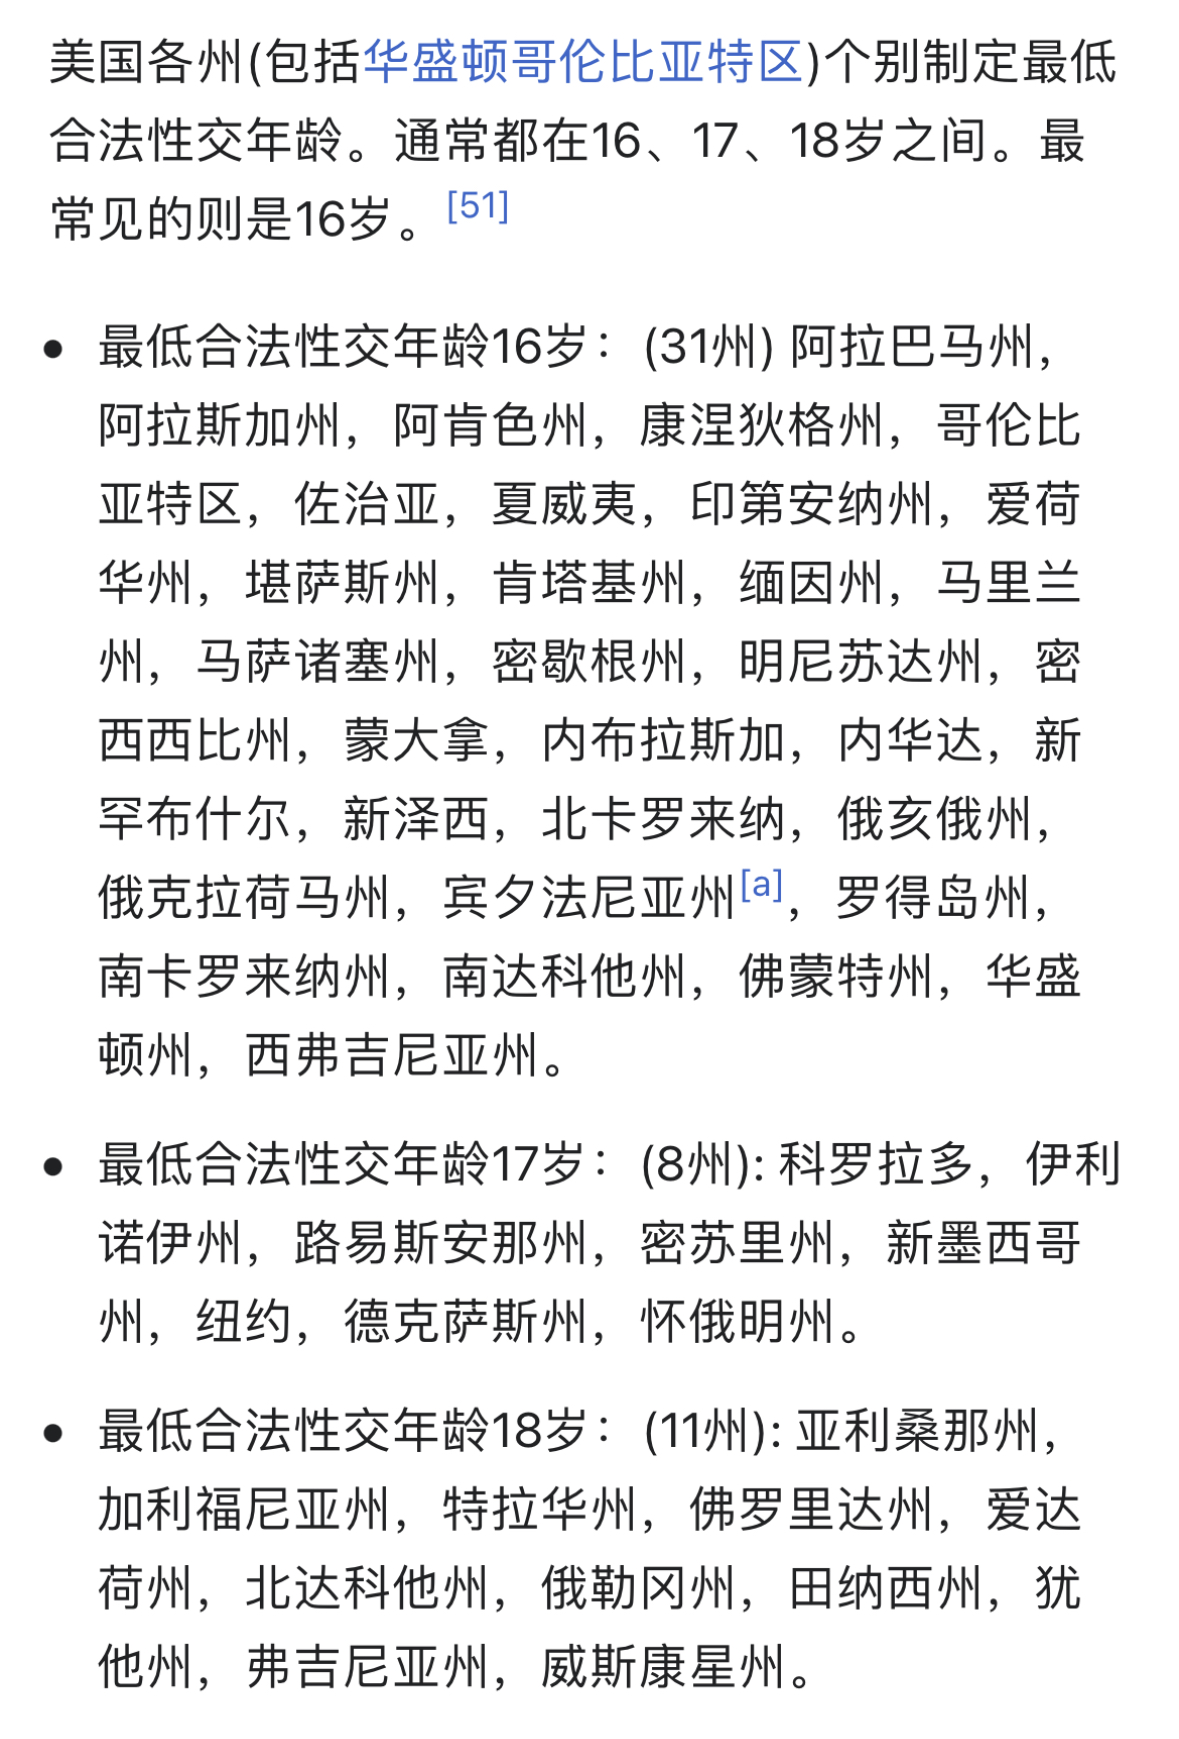 美国各州(包括华盛顿哥伦比亚特区)个别制定最低
合法性交年龄。通常都在16、17、18岁之间。最
常见的则是16岁。[51]
• 最低合法性交年龄16岁：(31州) 阿拉巴马州，
阿拉斯加州，阿肯色州，康涅狄格州，哥伦比
亚特区，佐治亚，夏威夷，印第安纳州，爱荷
华州，堪萨斯州，肯塔基州，缅因州，马里兰
州，马萨诸塞州，密歇根州，明尼苏达州，密
西西比州，蒙大拿，内布拉斯加，内华达，新
罕布什尔，新泽西，北卡罗来纳，俄亥俄州，
俄克拉荷马州，宾夕法尼亚州[a]，罗得岛州，
南卡罗来纳州，南达科他州，佛蒙特州，华盛
顿州，西弗吉尼亚州。
• 最低合法性交年龄17岁：(8州): 科罗拉多，伊利
诺伊州，路易斯安那州，密苏里州，新墨西哥
州，纽约，德克萨斯州，怀俄明州。
• 最低合法性交年龄18岁：(11州): 亚利桑那州，
加利福尼亚州，特拉华州，佛罗里达州，爱达
荷州，北达科他州，俄勒冈州，田纳西州，犹
他州，弗吉尼亚州，威斯康星州。